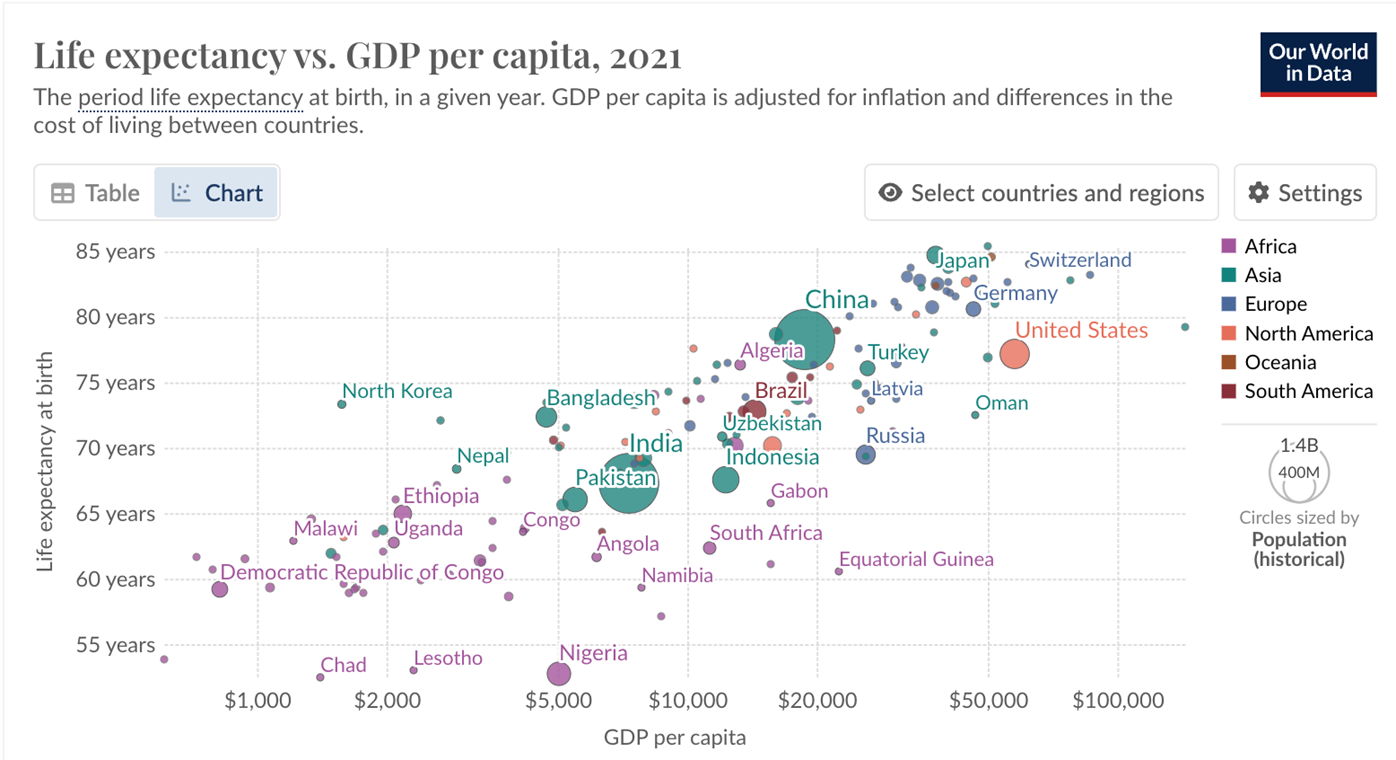 Life expectancy vs. GDP per capita, 2021
Our World
in Data
The period life expectancy at birth, in a given year. GDP per capita is adjusted for inflation and differences in the
cost of living between countries.
Table
Chart
Select countries and regions
Settings
85 years
80 years
75 years
70 years
65 years
60 years
55 years
Life expectancy at birth
Japan
Switzerland
Germany
China
United States
Algeria
Turkey
North Korea
Bangladesh
Brazil
Latvia
Oman
Uzbekistan
Russia
India
Nepal
Indonesia
Pakistan
Gabon
Ethiopia
Malawi
Uganda
Congo
South Africa
Angola
Equatorial Guinea
Democratic Republic of Congo
Namibia
Chad
Lesotho
Nigeria
$1,000
$2,000
$5,000
$10,000
$20,000
$50,000
$100,000
GDP per capita
Africa
Asia
Europe
North America
Oceania
South America
1.4B
400M
Circles sized by
Population
(historical)